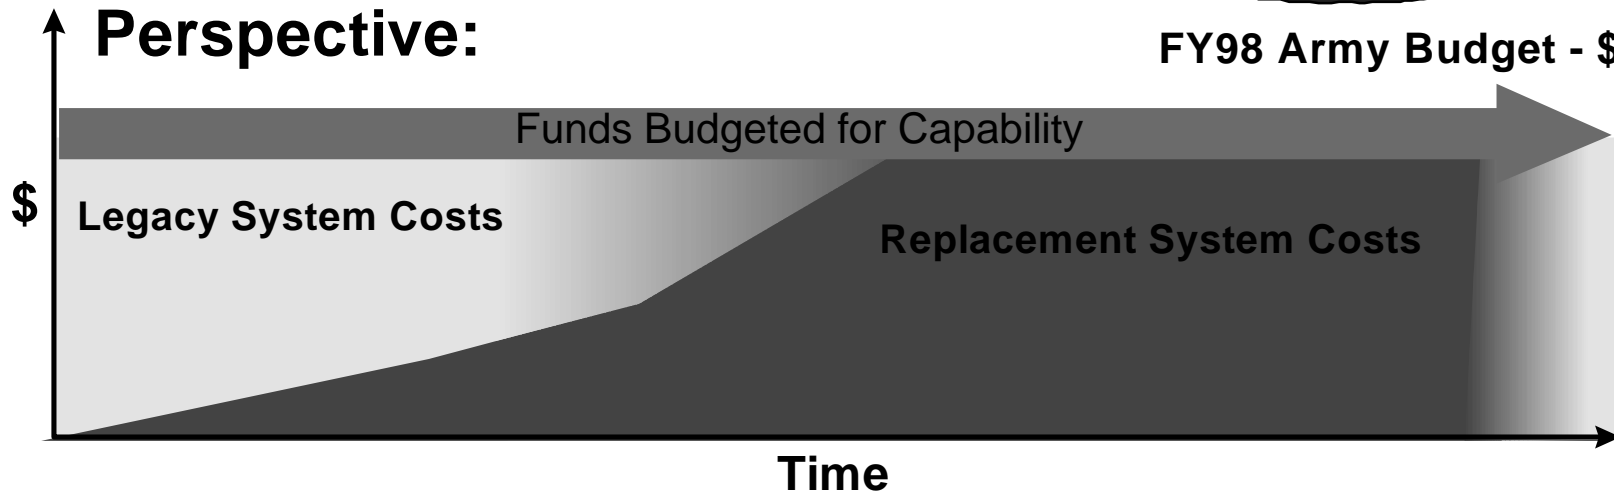 Perspective:
FY98 Army Budget - $
Funds Budgeted for Capability
$
Legacy System Costs
Replacement System Costs
Time